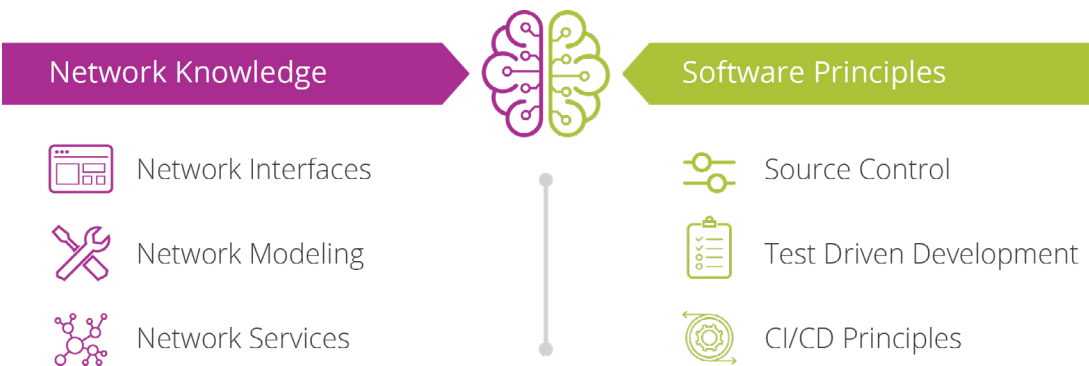 Network Knowledge
Network Interfaces
Network Modeling
Network Services
Software Principles
Source Control
Test Driven Development
CI/CD Principles